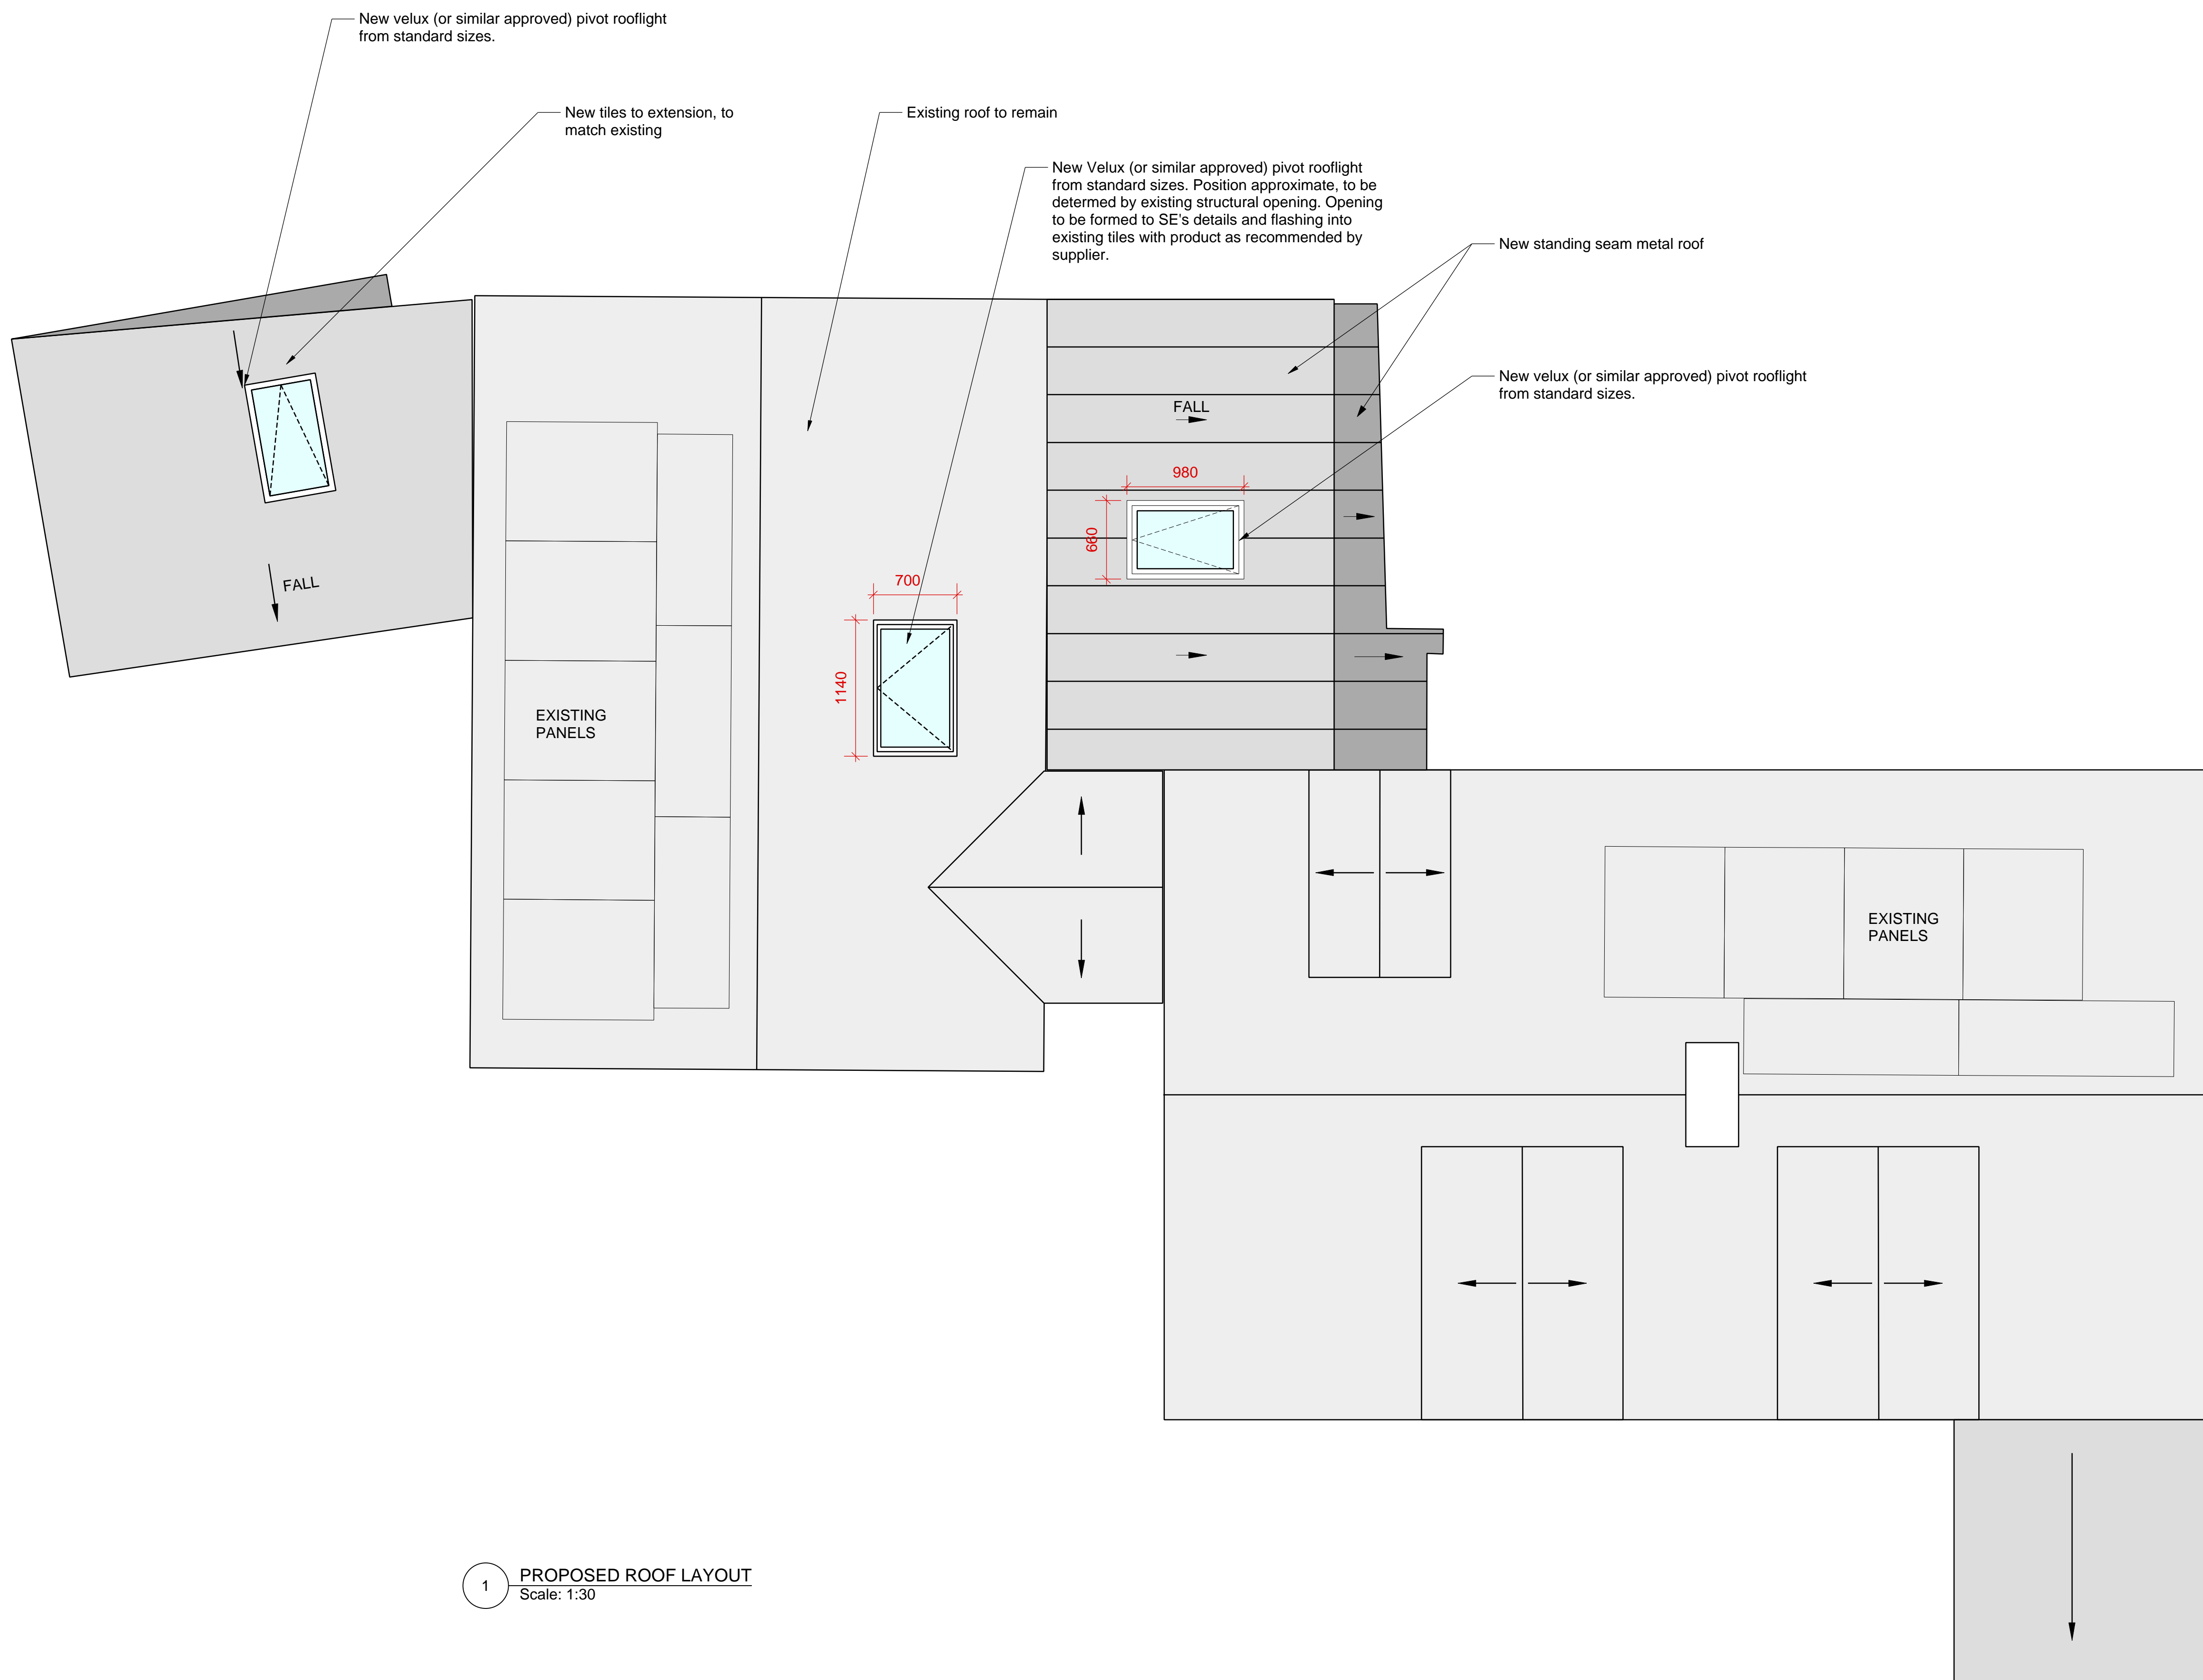 New velux (or similar approved) pivot rooflight
from standard sizes.
New tiles to extension, to
match existing
Existing roof to remain
New Velux (or similar approved) pivot rooflight
from standard sizes. Position approximate, to be
determed by existing structural opening. Opening
to be formed to SE's details and flashing into
existing tiles with product as recommended by
supplier.
New standing seam metal roof
New velux (or similar approved) pivot rooflight
from standard sizes.
FALL
980
660
FALL
700
1140
EXISTING
PANELS
EXISTING
PANELS
1
PROPOSED ROOF LAYOUT
Scale: 1:30